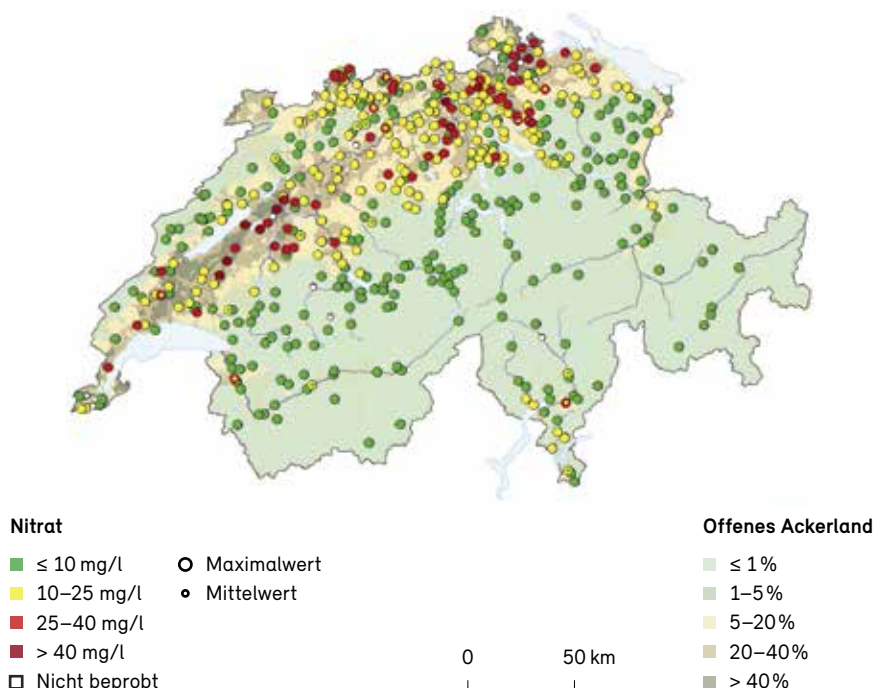 Nitrat
≤ 10 mg/l
10–25 mg/l
25–40 mg/l
> 40 mg/l
Nicht beprobt
Maximalwert
Mittelwert
0 50 km
Offenes Ackerland
≤ 1%
1–5%
5–20%
20–40%
> 40%